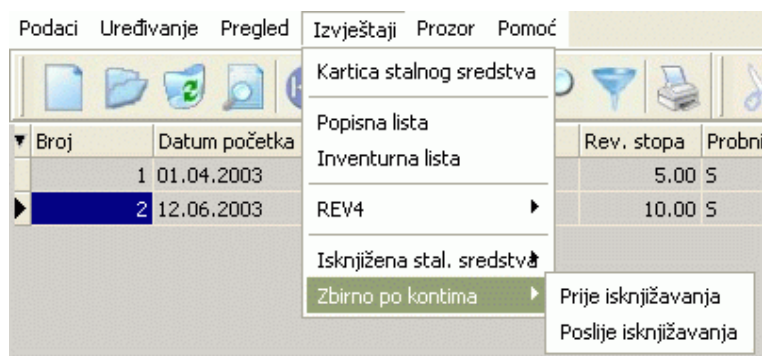 Podaci Uređivanje Pregled Izvještaji Prozor Pomoć
Kartica stalnog sredstva
Popisna lista
Inventurna lista
REV4
Isknjižena stal. sredstva
Zbirno po kontima
Prije isknjižavanja
Poslije isknjižavanja
Broj Datum početka Rev. stopa Probni
1 01.04.2003 5.00 S
2 12.06.2003 10.00 S